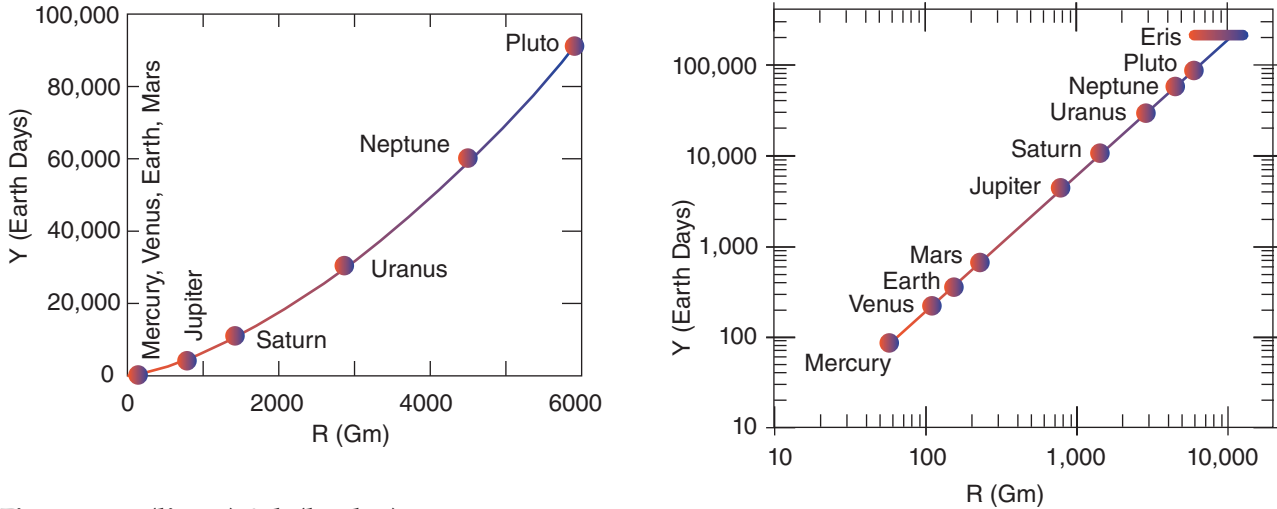 100,000
80,000
60,000
40,000
20,000
0
Y (Earth Days)
Mercury, Venus, Earth, Mars
Jupiter
Saturn
Uranus
Neptune
Pluto
0
2000
4000
6000
R (Gm)
100,000
10,000
1,000
100
10
Y (Earth Days)
Eris
Pluto
Neptune
Uranus
Saturn
Jupiter
Mars
Earth
Venus
Mercury
10
100
1,000
10,000
R (Gm)